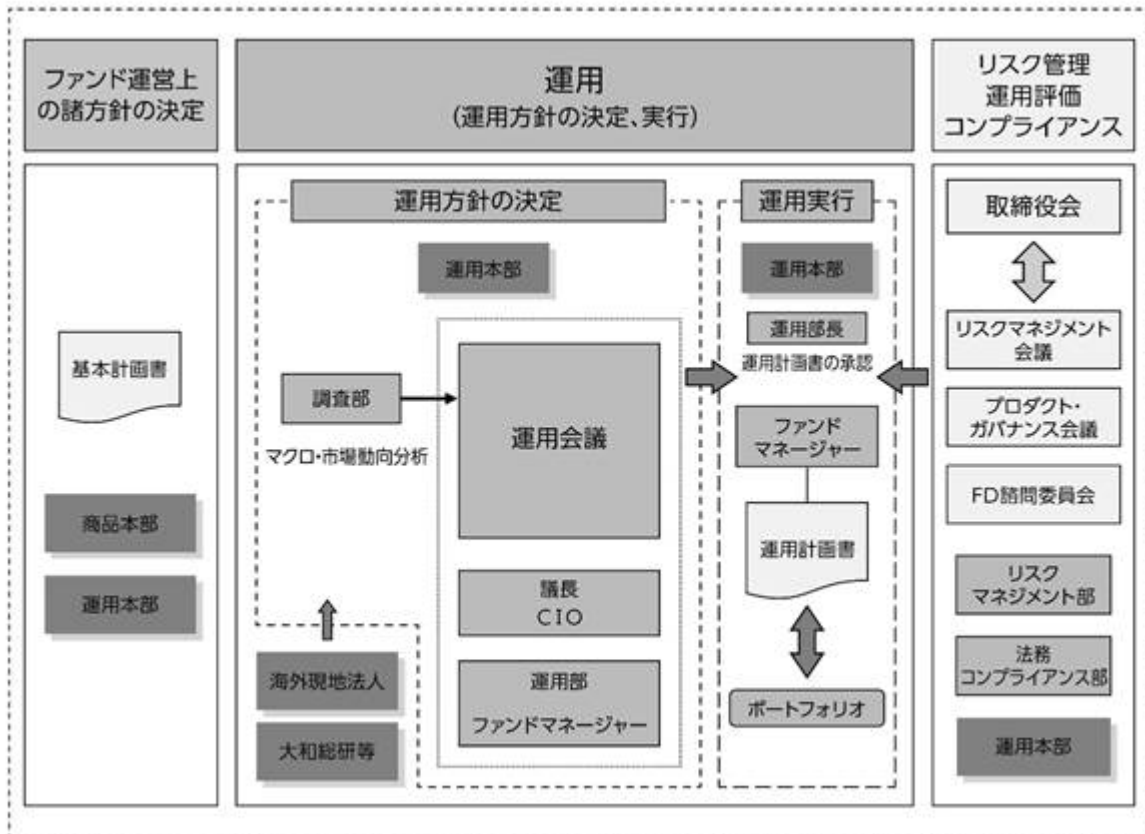 ファンド運営上
の諸方針の決定
運用
(運用方針の決定、実行)
リスク管理
運用評価
コンプライアンス
基本計画書
商品本部
運用本部
運用方針の決定
運用本部
調査部
マクロ・市場動向分析
運用会議
議長
CIO
運用部
ファンドマネージャー
海外現地法人
大和総研等
運用実行
運用本部
運用部長
運用計画書の承認
ファンド
マネージャー
運用計画書
ポートフォリオ
取締役会
リスクマネジメント
会議
プロダクト・
ガバナンス会議
FD諮問委員会
リスク
マネジメント部
法務
コンプライアンス部
運用本部